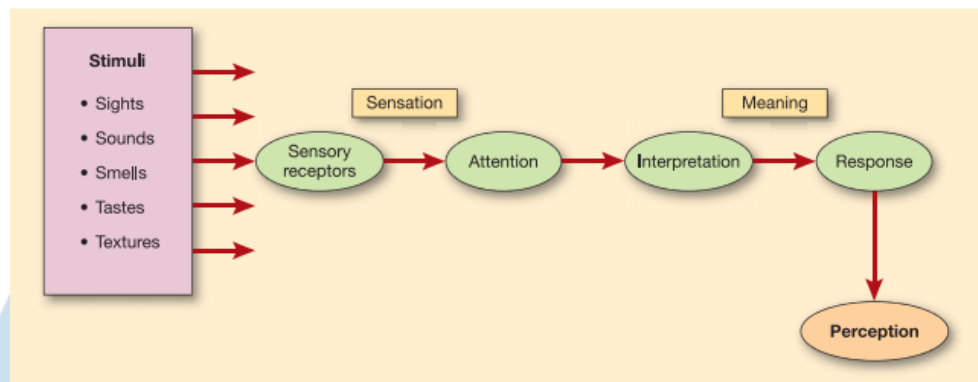 Stimuli
• Sights
• Sounds
• Smells
• Tastes
• Textures
Sensation
Meaning
Sensory
receptors
Attention
Interpretation
Response
Perception